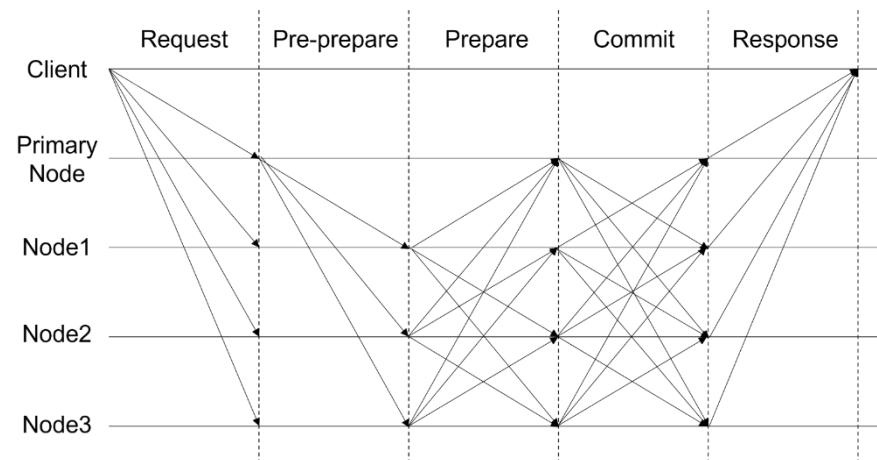 Request
Pre-prepare
Prepare
Commit
Response
Client
Primary
Node
Node1
Node2
Node3